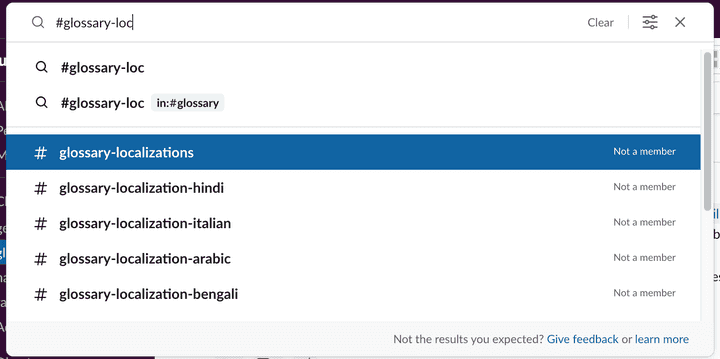 #glossary-loc Clear
#glossary-loc
#glossary-loc in:#glossary
# glossary-localizations Not a member
# glossary-localization-hindi Not a member
# glossary-localization-italian Not a member
# glossary-localization-arabic Not a member
# glossary-localization-bengali Not a member
Not the results you expected? Give feedback or learn more